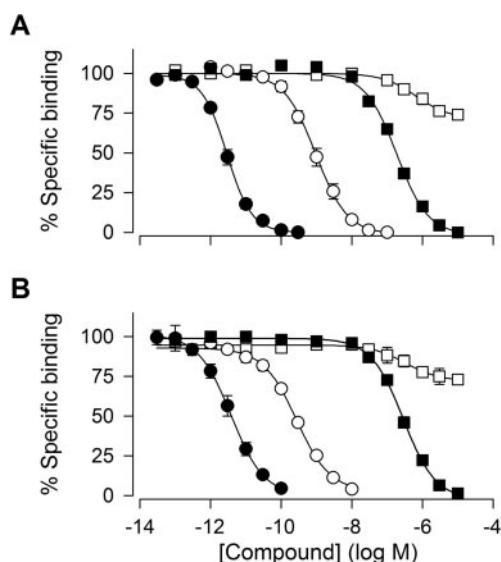 A
% Specific binding
100
75
50
25
0
B
% Specific binding
100
75
50
25
0
-14 -12 -10 -8 -6 -4
[Compound] (log M)